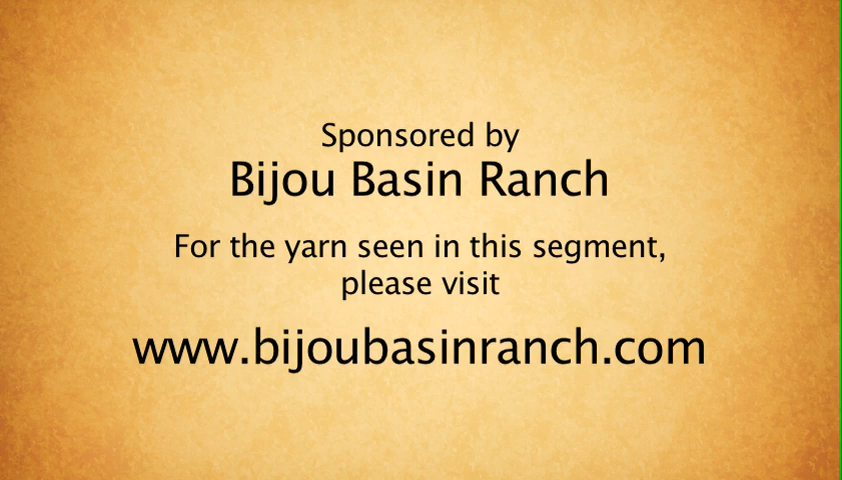 Sponsored by
Bijou Basin Ranch
For the yarn seen in this segment,
please visit
www.bijoubasinranch.com